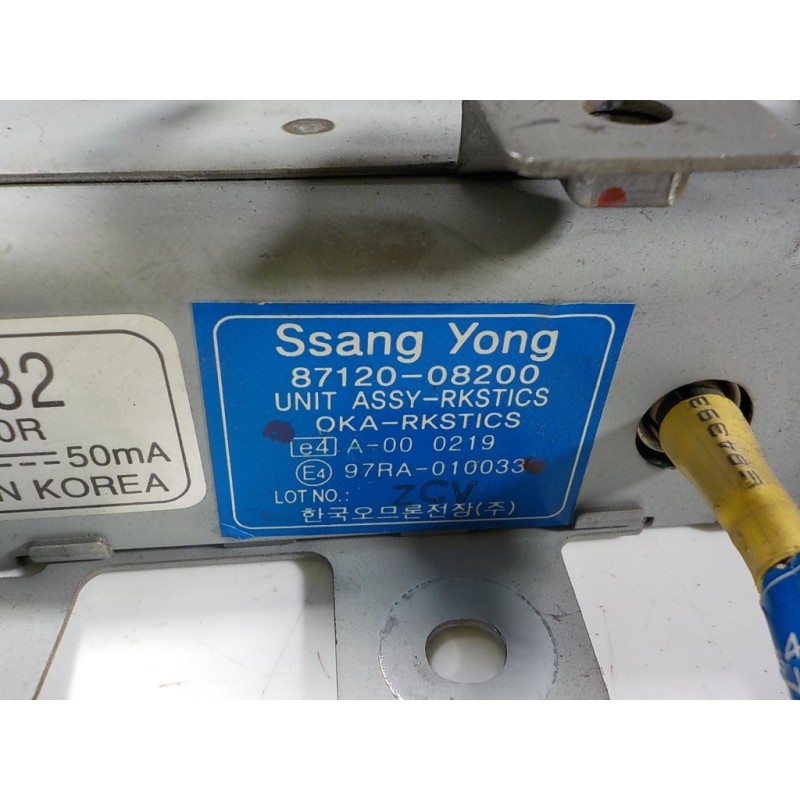 32
0R
50mA
N KOREA
Ssang Yong
87120-08200
UNIT ASSY-RKSTICS
OKA-RKSTICS
e4 A-00 0219
E4 97RA-010033
LOT NO.: ZGV
한국오므론전장(주)